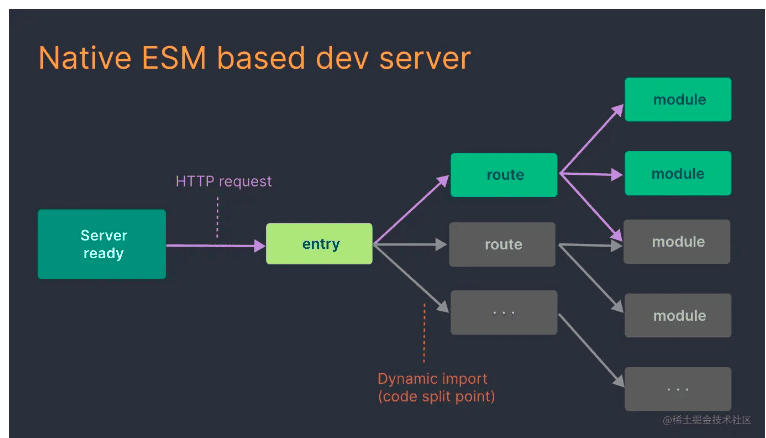 Native ESM based dev server
module
HTTP request
route
module
Server
ready
entry
route
module
· · ·
module
Dynamic import
(code split point)
· · ·
@稀土掘金技术社区